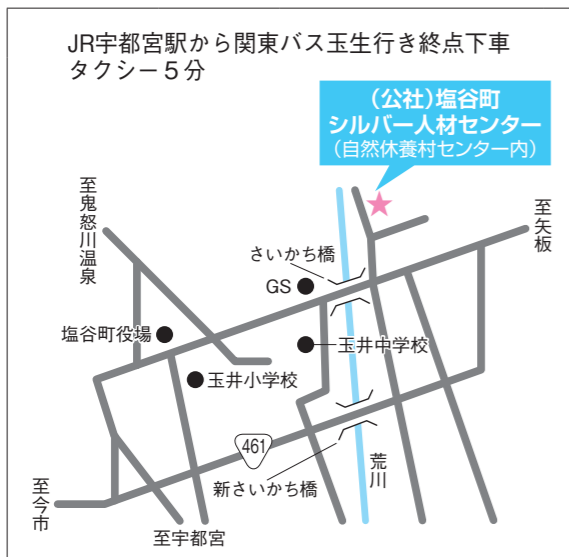 JR宇都宮駅から関東バス玉生行き終点下車
タクシー5分
(公社)塩谷町
シルバー人材センター
(自然休養村センター内)
至鬼怒川温泉
至矢板
さいかち橋
GS
塩谷町役場
玉井中学校
玉井小学校
461
新さいかち橋
荒川
至今市
至宇都宮